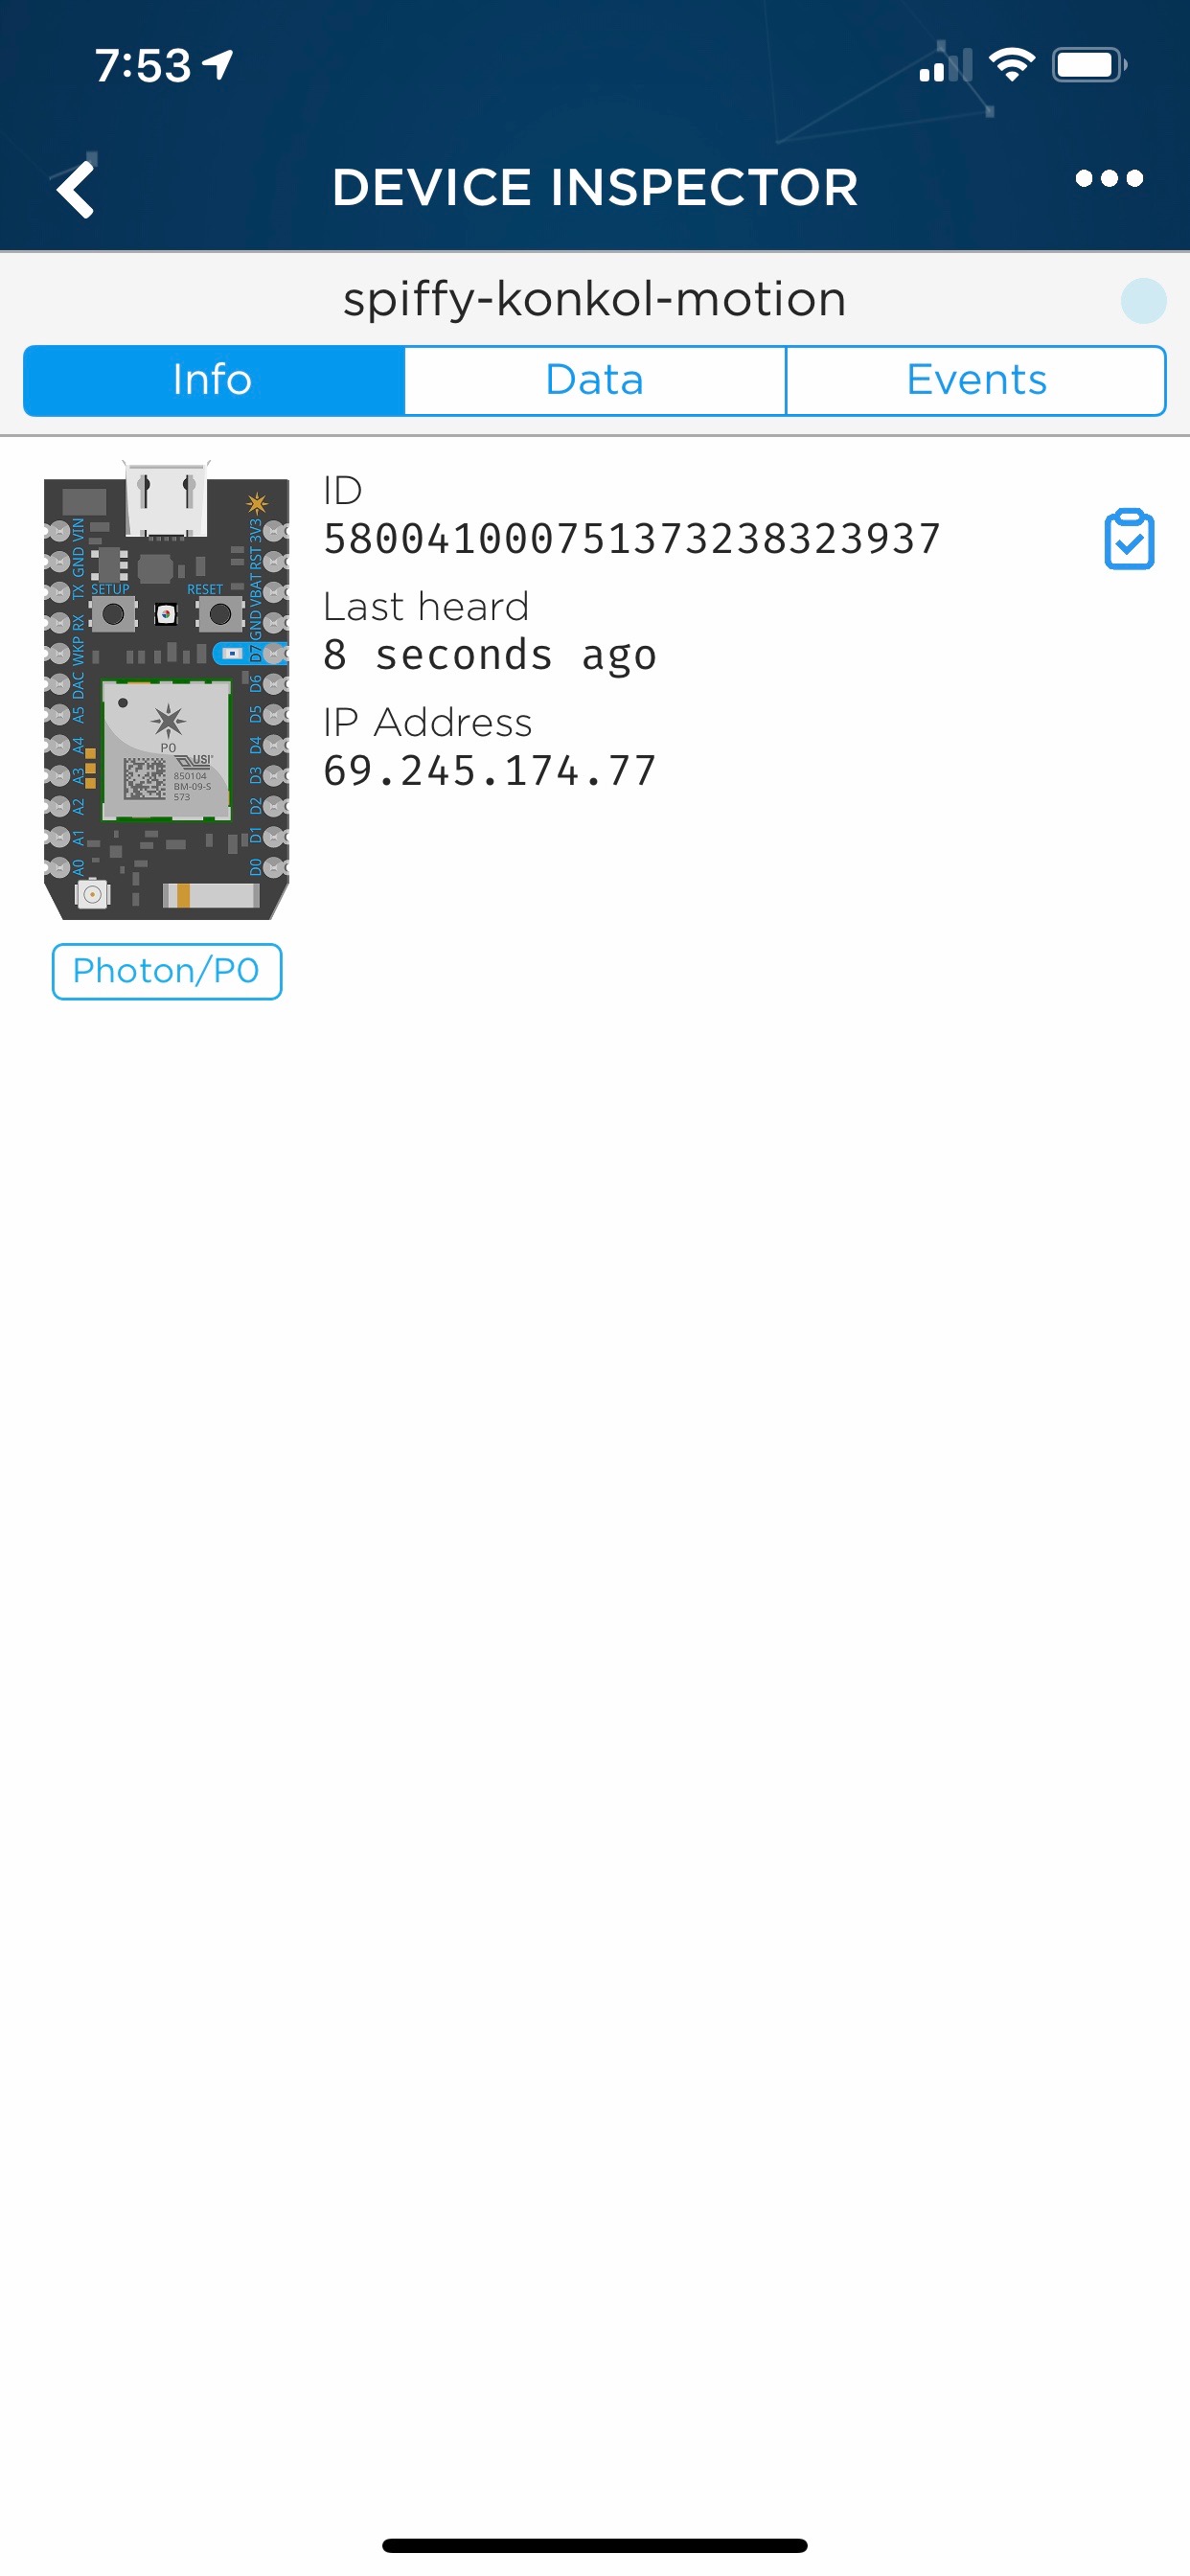 7:53
DEVICE INSPECTOR
spiffy-konkol-motion
Info
Data
Events
ID
580041000751373238323937
Last heard
8 seconds ago
IP Address
69.245.174.77
VIN
GND
TX
RX
WKP
DAC
A5
A4
A3
A2
A1
A0
SETUP
RESET
3V3
RST
VBAT
GND
D7
D6
D5
D4
D3
D2
D1
D0
P0
USI
850104
BM-09-S
573
Photon/P0